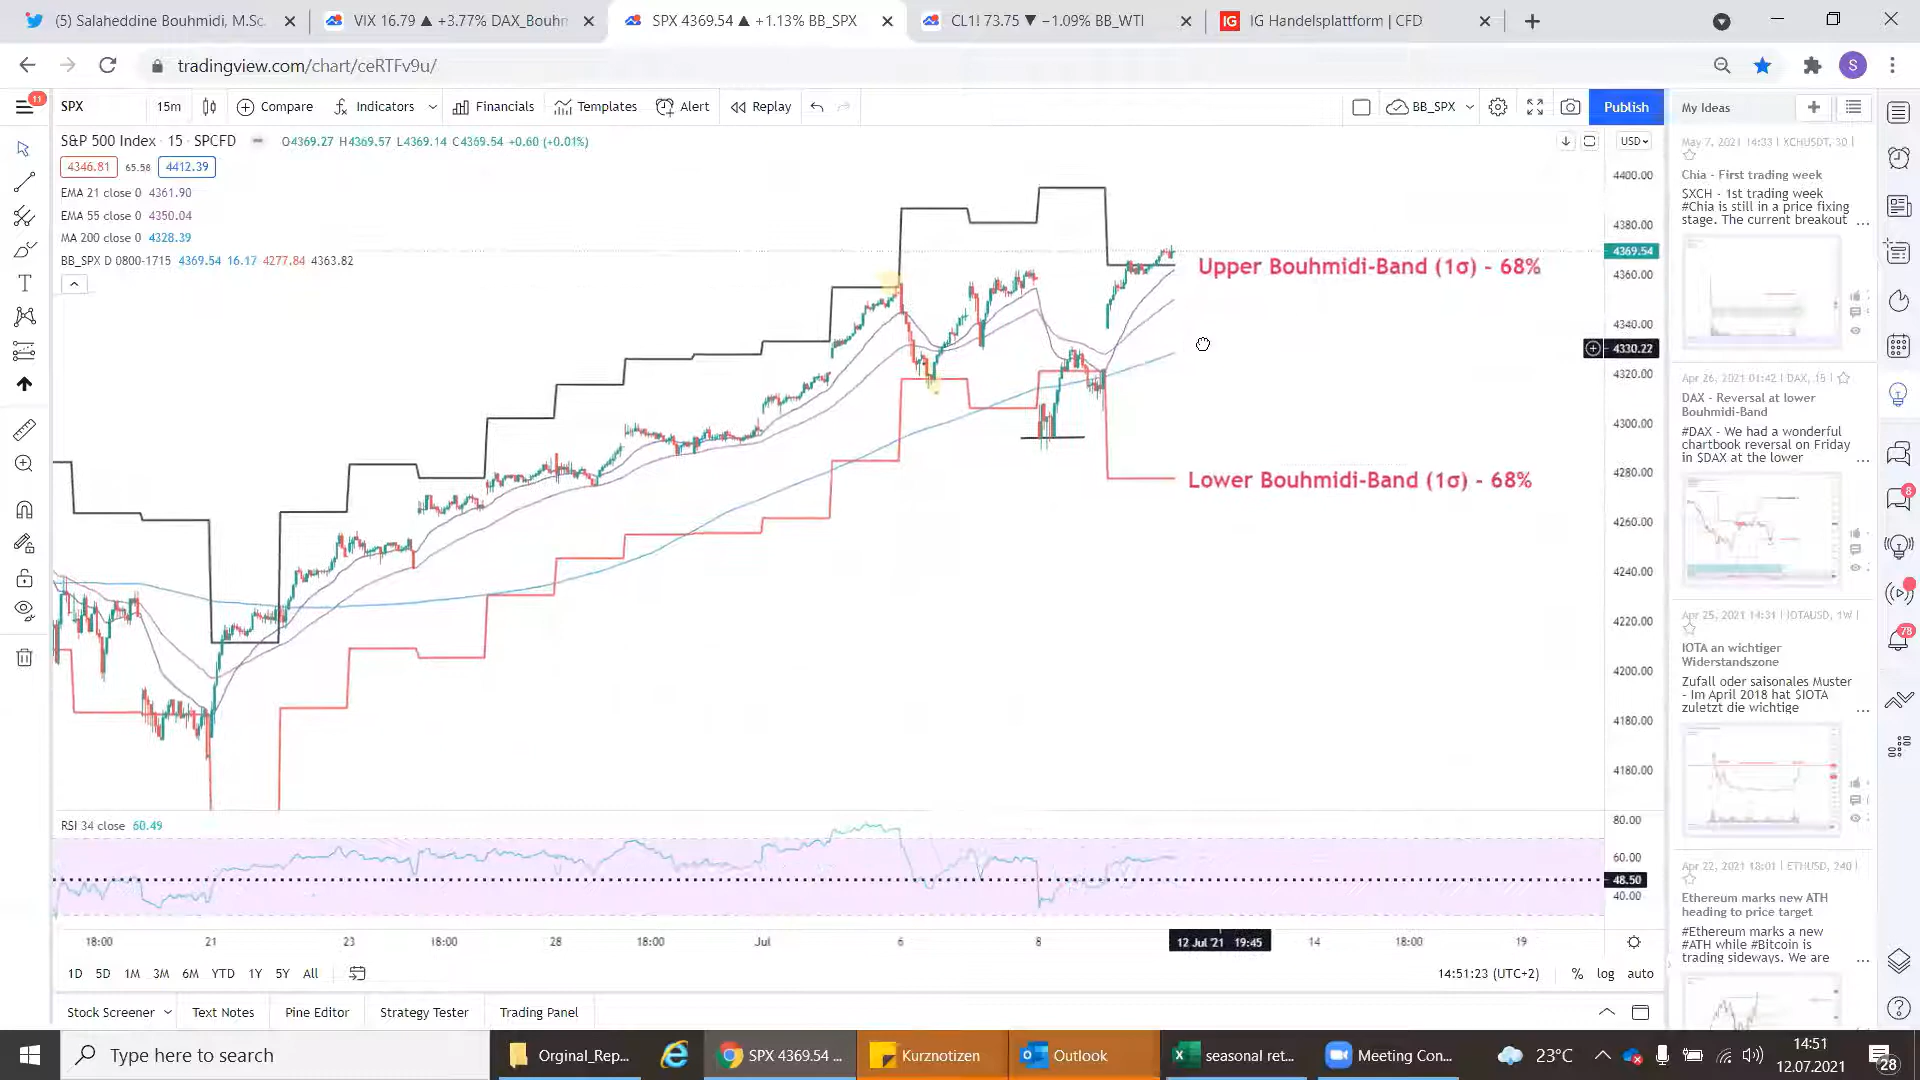 (5) Salaheddine Bouhmidi, M.Sc.
VIX 16.79 ▲ +3.77% DAX_Bouhm
SPX 4369.54 ▲ +1.13% BB_SPX
CL1! 73.75 ▼ −1.09% BB_WTI
IG Handelsplattform | CFD
tradingview.com/chart/ceRTFv9u/
S
11
SPX
15m
Compare
Indicators
Financials
Templates
Alert
Replay
BB_SPX
Publish
My Ideas
S&P 500 Index · 15 · SPCFD
O4369.27 H4369.57 L4369.14 C4369.54 +0.60 (+0.01%)
4346.81 65.58 4412.39
EMA 21 close 0 4361.90
EMA 55 close 0 4350.04
MA 200 close 0 4328.39
BB_SPX D 0800-1715 4369.54 16.17 4277.84 4363.82
Upper Bouhmidi-Band (1σ) - 68%
Lower Bouhmidi-Band (1σ) - 68%
USD
4400.00
4380.00
4369.54
4360.00
4340.00
4330.22
4320.00
4300.00
4280.00
4260.00
4240.00
4220.00
4200.00
4180.00
4160.00
RSI 34 close 60.49
80.00
60.00
48.50
40.00
18:00
21
23
18:00
28
18:00
Jul
6
8
12 Jul '21 19:45
14
18:00
19
1D 5D 1M 3M 6M YTD 1Y 5Y All
14:51:23 (UTC+2)
% log auto
Stock Screener
Text Notes
Pine Editor
Strategy Tester
Trading Panel
May 7, 2021 14:33 | XCHUSDT, 30 |
Chia - First trading week
$XCH - 1st trading week
#Chia is still in a price fixing
stage. The current breakout ...
Apr 26, 2021 01:42 | DAX, 15 |
DAX - Reversal at lower
Bouhmidi-Band
#DAX - We had a wonderful
chartbook reversal on Friday
in $DAX at the lower ...
Apr 25, 2021 14:31 | IOTAUSD, 1W |
IOTA an wichtiger
Widerstandszone
Zufall oder saisonales Muster
- Im April 2018 hat $IOTA
zuletzt die wichtige ...
Apr 22, 2021 18:01 | ETHUSD, 240 |
Ethereum marks new ATH
heading to price target
#Ethereum marks a new
#ATH while #Bitcoin is
trading sideways. We are ...
8
78
Type here to search
Orginal_Rep...
SPX 4369.54 ...
Kurznotizen
Outlook
seasonal ret...
Meeting Con...
23°C
14:51
12.07.2021
28